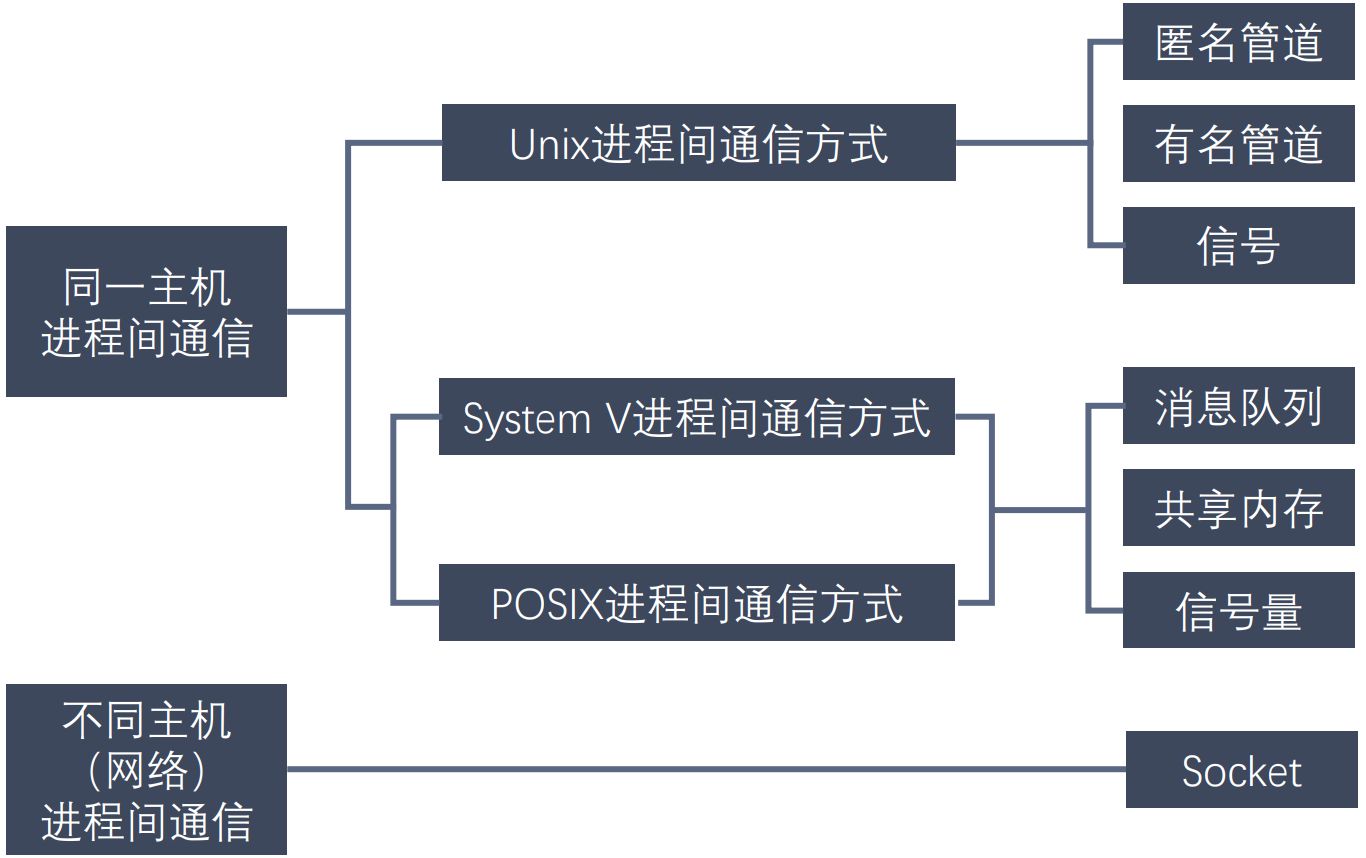 同一主机
进程间通信
Unix进程间通信方式
匿名管道
有名管道
信号
System V进程间通信方式
POSIX进程间通信方式
消息队列
共享内存
信号量
不同主机
（网络）
进程间通信
Socket